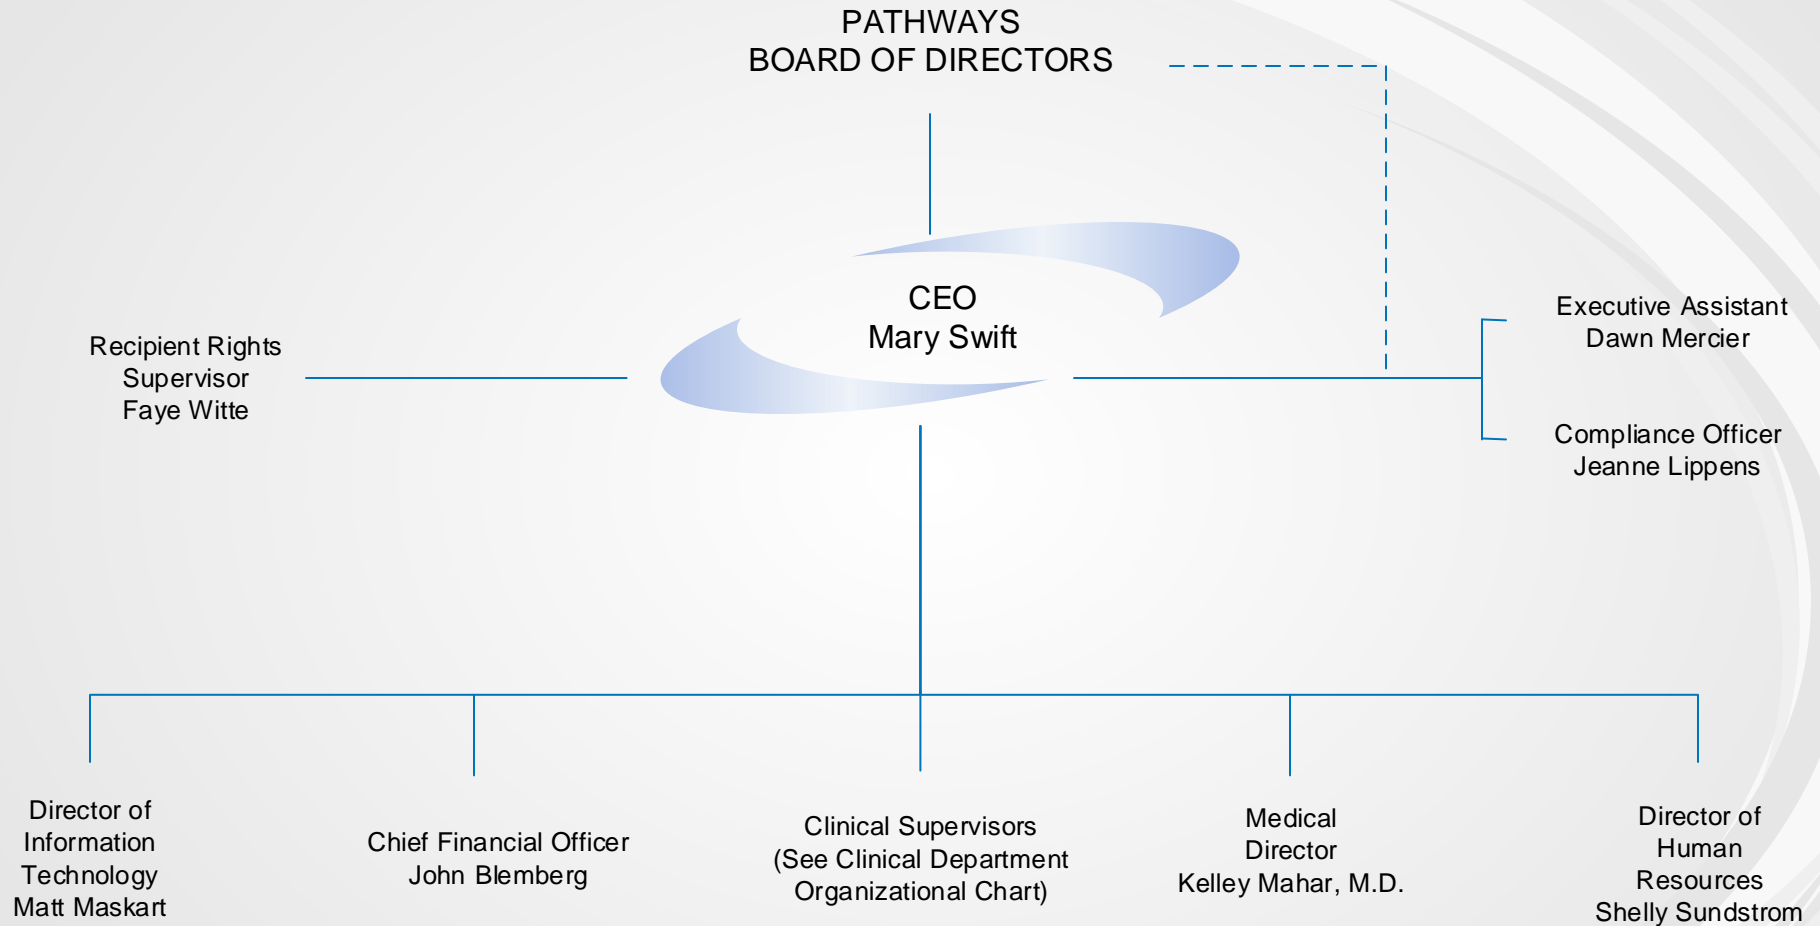 PATHWAYS
BOARD OF DIRECTORS
CEO
Mary Swift
Recipient Rights
Supervisor
Faye Witte
Executive Assistant
Dawn Mercier
Compliance Officer
Jeanne Lippens
Director of
Information
Technology
Matt Maskart
Chief Financial Officer
John Blemberg
Clinical Supervisors
(See Clinical Department
Organizational Chart)
Medical
Director
Kelley Mahar, M.D.
Director of
Human
Resources
Shelly Sundstrom